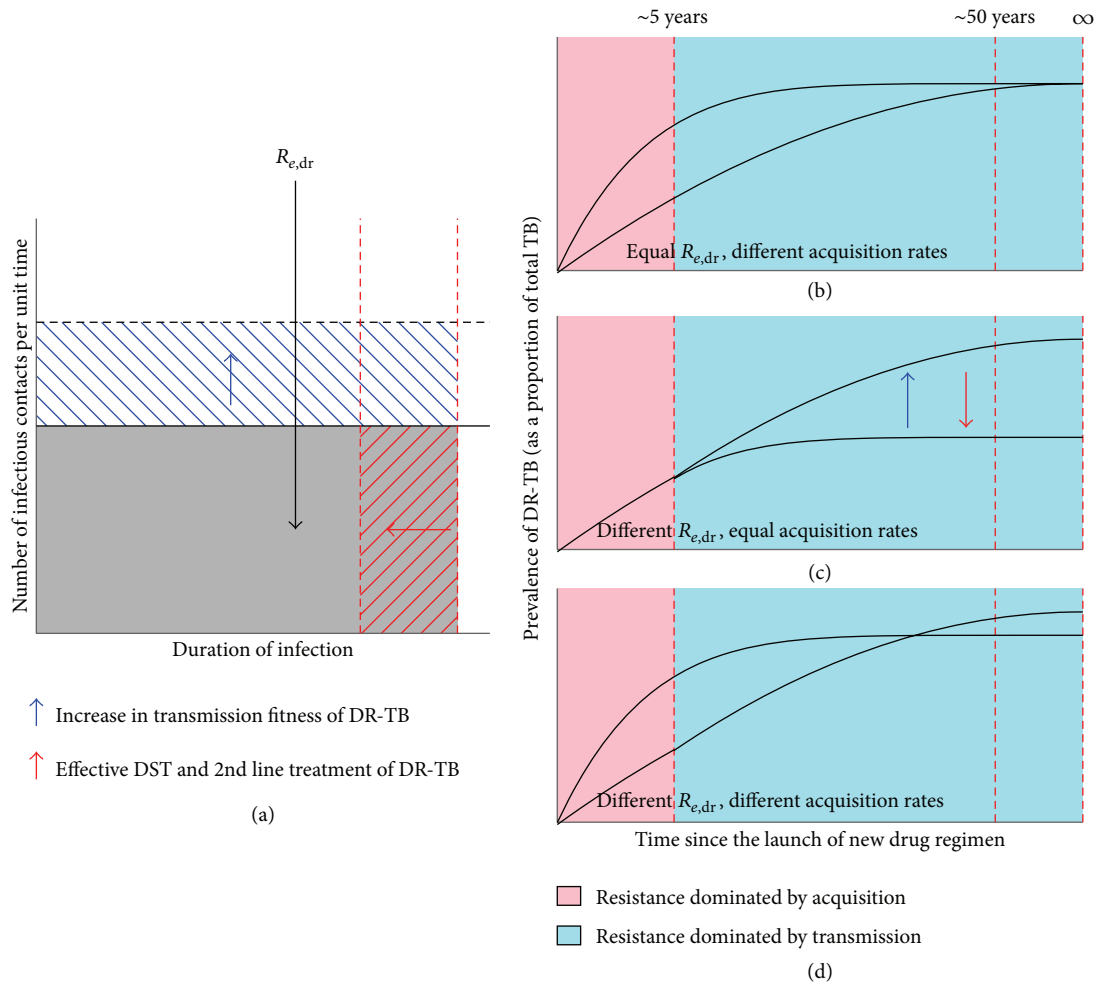 Number of infectious contacts per unit time
R_{e,dr}
Duration of infection
↑ Increase in transmission fitness of DR-TB
↑ Effective DST and 2nd line treatment of DR-TB
(a)
Prevalence of DR-TB (as a proportion of total TB)
~5 years ~50 years ∞
Equal R_{e,dr}, different acquisition rates
(b)
Different R_{e,dr}, equal acquisition rates
(c)
Different R_{e,dr}, different acquisition rates
Time since the launch of new drug regimen
Resistance dominated by acquisition
Resistance dominated by transmission
(d)